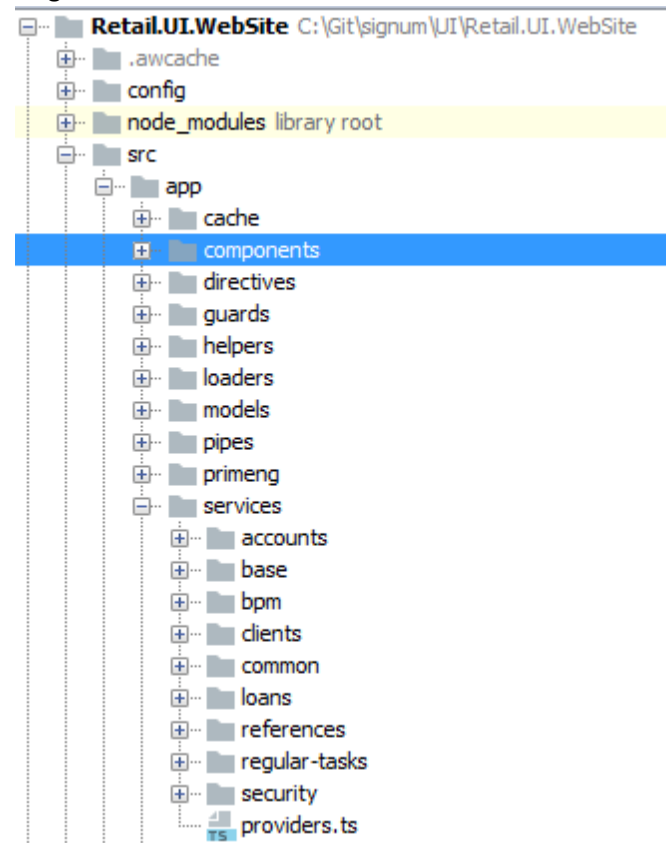 Retail.UI.WebSite C:\Git\signum\UI\Retail.UI.WebSite
.awcache
config
node_modules library root
src
app
cache
components
directives
guards
helpers
loaders
models
pipes
primeng
services
accounts
base
bpm
clients
common
loans
references
regular-tasks
security
TS providers.ts